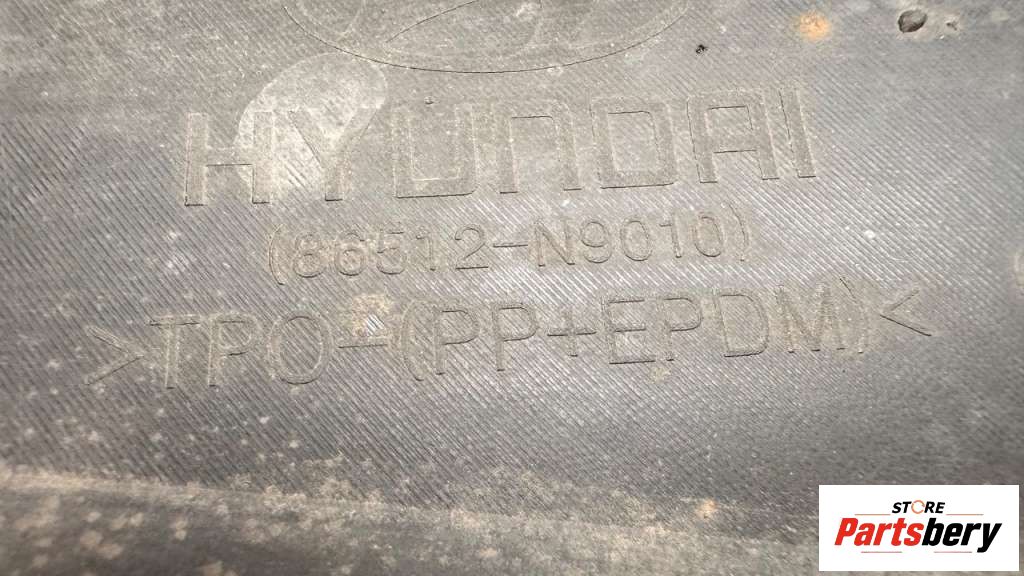 HYUNDAI
(86512-N9010)
>TPO-(PP+EPDM)<
STORE
Partsbery